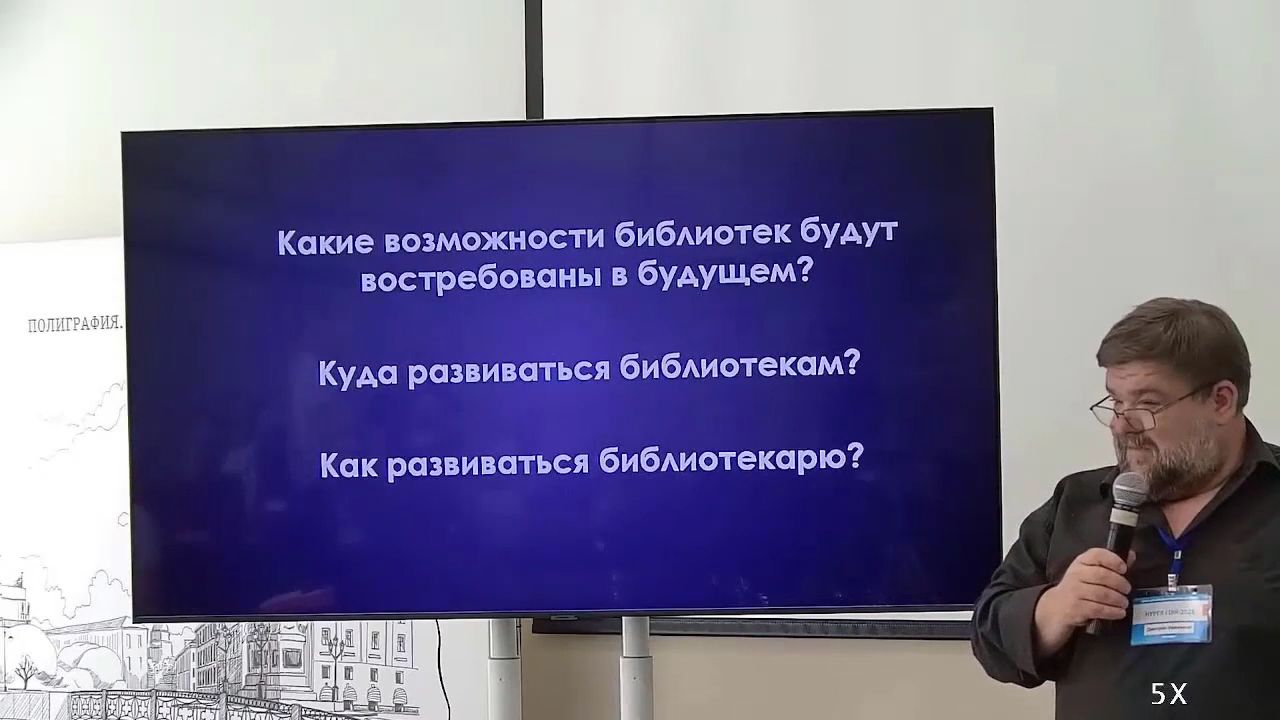 Какие возможности библиотек будут
востребованы в будущем?
Куда развиваться библиотекам?
Как развиваться библиотекарю?
ПОЛИГРАФИЯ.
5X